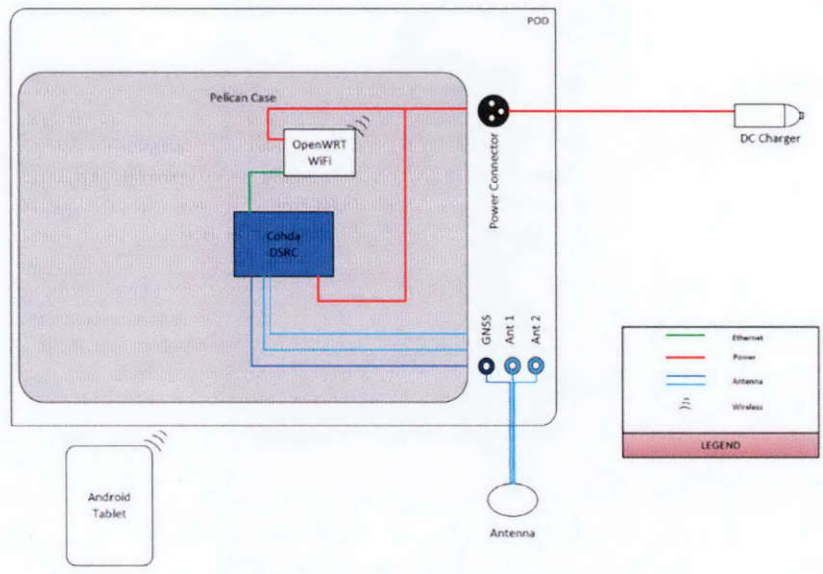 POD
Pelican Case
OpenWRT
WiFi
Cohda
DSRC
Power Connector
DC Charger
GNSS
Ant 1
Ant 2
Ethernet
Power
Antenna
Wireless
LEGEND
Android
Tablet
Antenna